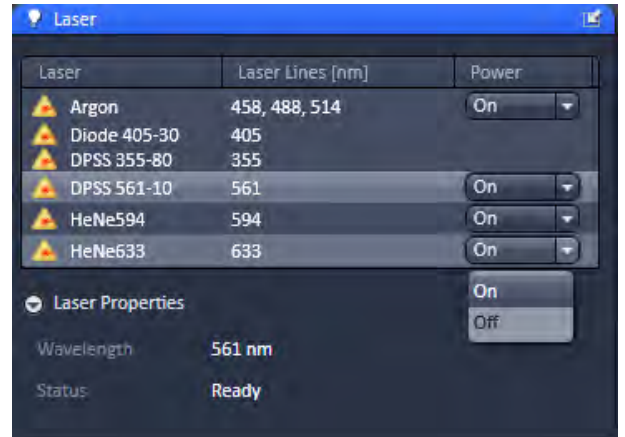 Laser
Laser Laser Lines [nm] Power
Argon 458, 488, 514 On
Diode 405-30 405
DPSS 355-80 355
DPSS 561-10 561 On
HeNe594 594 On
HeNe633 633 On
On
Off
Laser Properties
Wavelength 561 nm
Status Ready